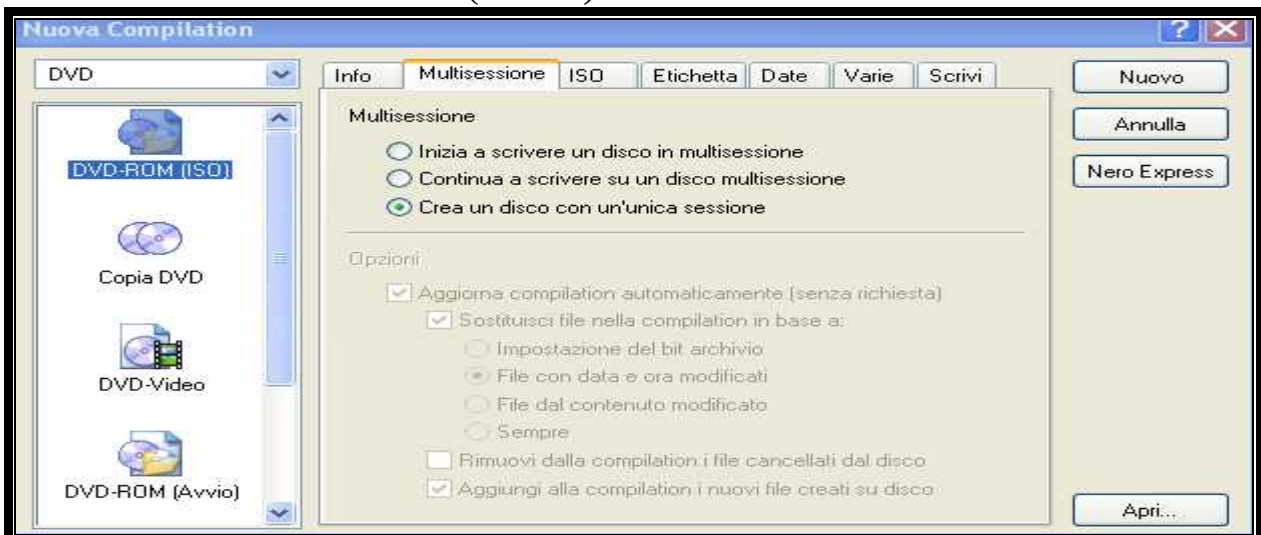 Nuova Compilation
DVD
DVD-ROM (ISO)
Copia DVD
DVD-Video
DVD-ROM (Avvio)
Info
Multisessione
ISO
Etichetta
Date
Varie
Scrivi
Multisessione
Inizia a scrivere un disco in multisessione
Continua a scrivere su un disco multisessione
Crea un disco con un'unica sessione
Opzioni
Aggiorna compilation automaticamente (senza richiesta)
Sostituisci file nella compilation in base a:
Impostazione del bit archivio
File con data e ora modificati
File dal contenuto modificato
Sempre
Rimuovi dalla compilation i file cancellati dal disco
Aggiungi alla compilation i nuovi file creati su disco
Nuovo
Annulla
Nero Express
Apri...